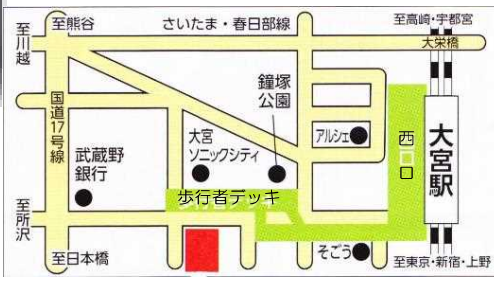 至熊谷
さいたま・春日部線
至高崎・宇都宮
至川越
大栄橋
国道17号線
鐘塚
公園
大宮
ソニックシティ
アルシェ
西口
大宮駅
武蔵野
銀行
歩行者デッキ
至所沢
至日本橋
そごう
至東京・新宿・上野